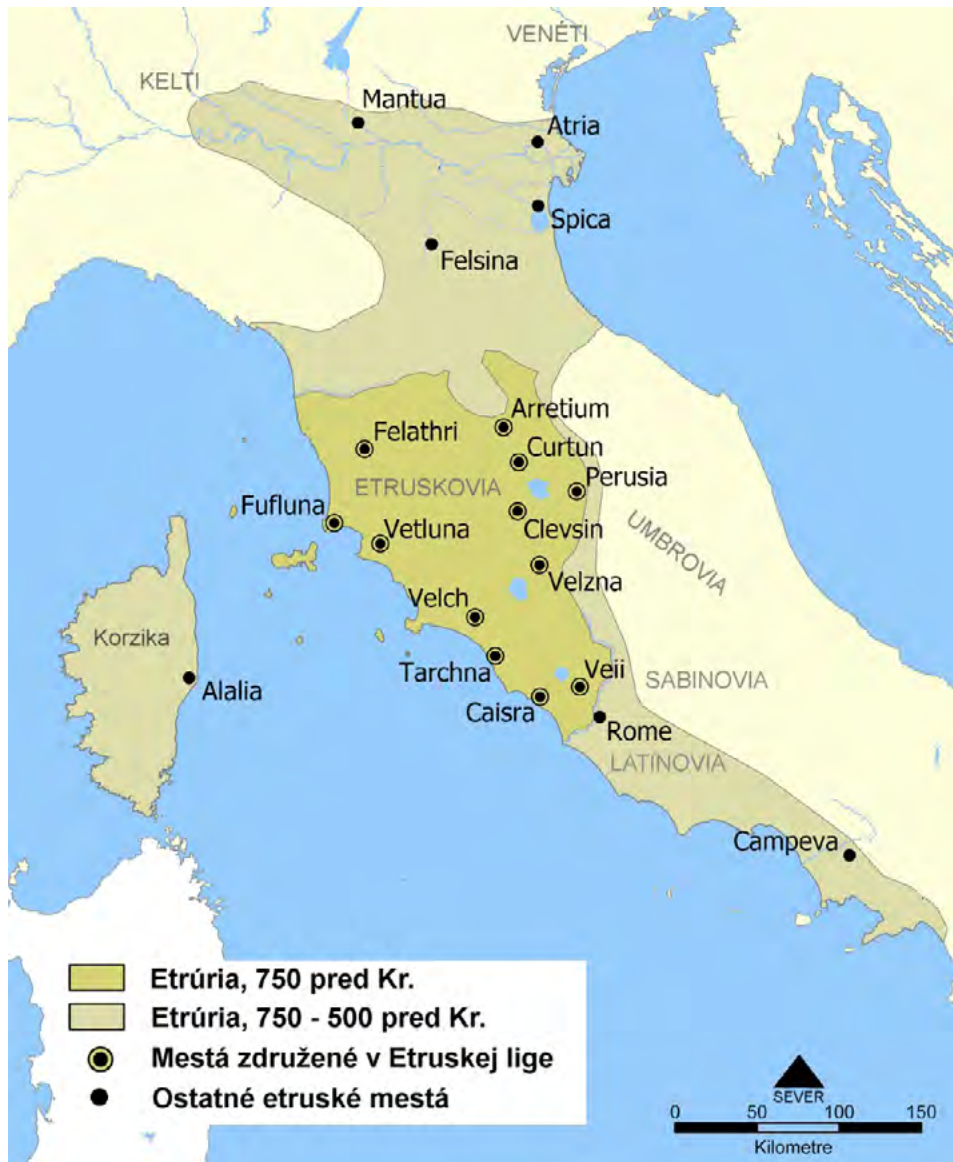 VENÉTI
KELTI
Mantua
Atria
Spica
Felsina
Arretium
Felathri
Curtun
ETRUSKOVIA
Perusia
Fufluna
Clevsin
Vetluna
UMBROVIA
Velzna
Velch
Korzika
Tarchna
Veii
SABINOVIA
Alalia
Caisra
Rome
LATINOVIA
Campeva
Etrúria, 750 pred Kr.
Etrúria, 750 - 500 pred Kr.
Mestá združené v Etruskej lige
Ostatné etruské mestá
SEVER
0 50 100 150
Kilometre